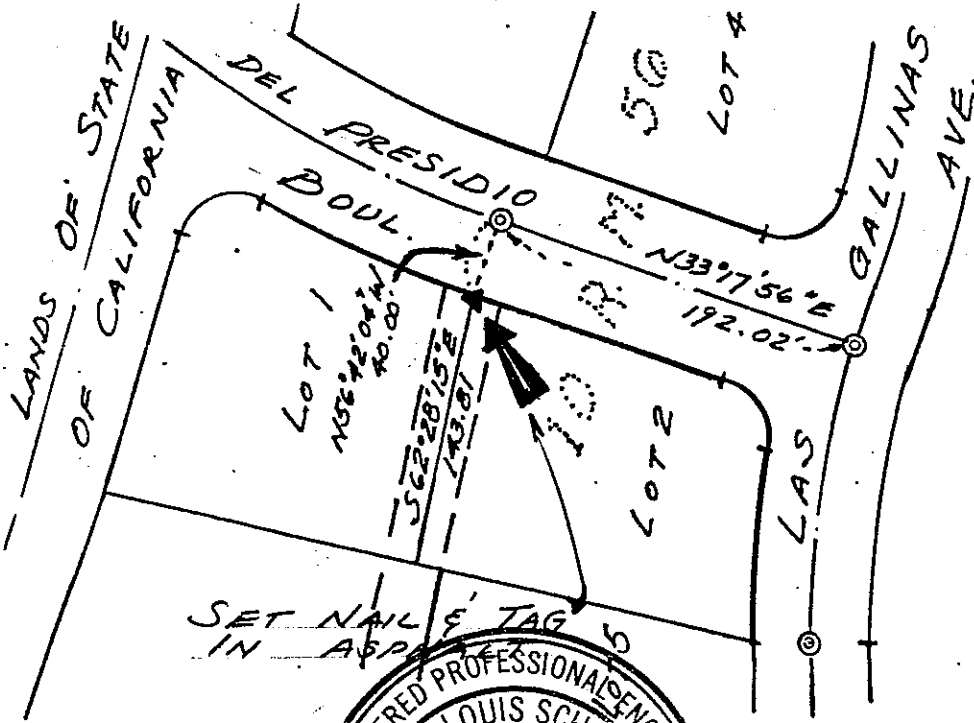 LANDS OF STATE
OF CALIFORNIA
DEL PRESIDIO
BOUL.
LOT 4
GALLINAS
AVE.
N33°17'56"E
192.02'
LOT 1
N56°42'04"W
40.00'
S62°28'15"E
143.81
LOT 2
LAS
SET NAIL & TAG
IN ASPHALT
PROFESSIONAL
LOUIS